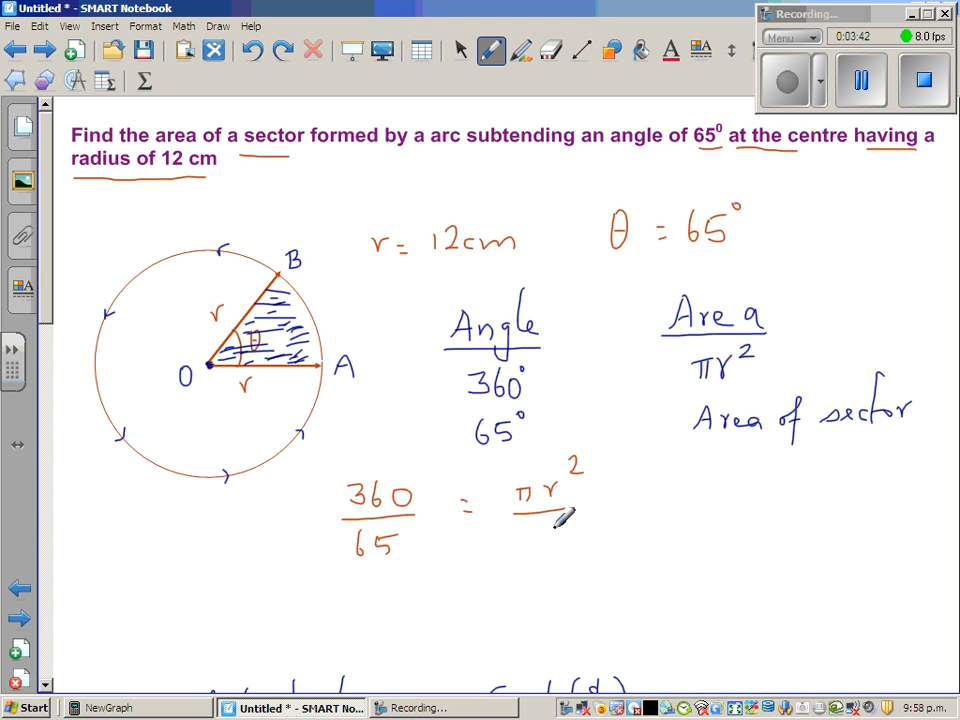 Untitled * - SMART Notebook
Recording...
File Edit View Insert Format Draw Help
Menu 0:03:42 8.0 fps
Find the area of a sector formed by a arc subtending an angle of 65⁰ at the centre having a
radius of 12 cm
r = 12cm θ = 65°
B
Angle Area
r θ
360° πr²
O r A
65° Area of sector
360 = πr²
65
Start NewGraph Untitled * - SMART No... Recording... 9:58 p.m.